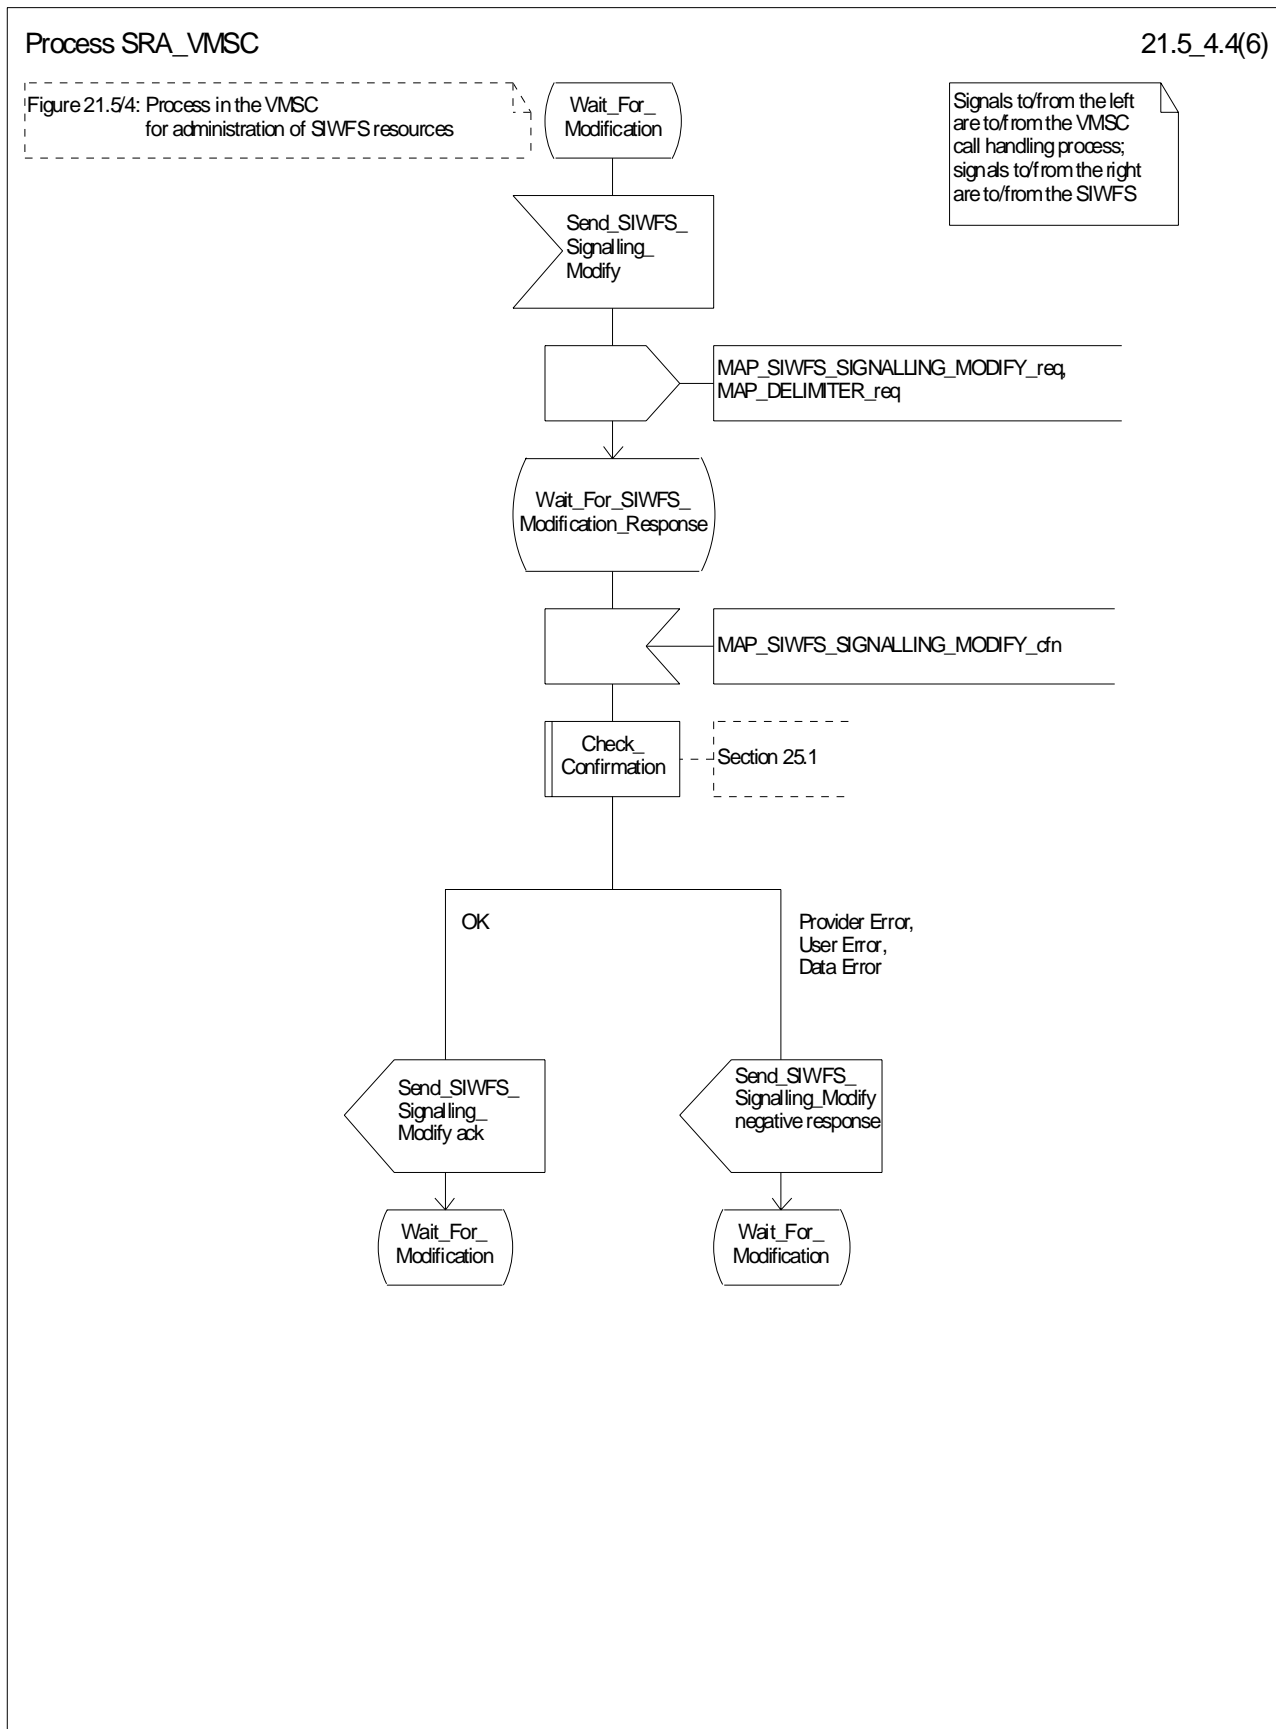 Process SRA_VMSC
21.5_4.4(6)
Figure 21.5/4: Process in the VMSC
for administration of SIWFS resources
Wait_For_
Modification
Signals to/from the left
are to/from the VMSC
call handling process;
signals to/from the right
are to/from the SIWFS
Send_SIWFS_
Signalling_
Modify
MAP_SIWFS_SIGNALLING_MODIFY_req,
MAP_DELIMITER_req
Wait_For_SIWFS_
Modification_Response
MAP_SIWFS_SIGNALLING_MODIFY_cfn
Check_
Confirmation
Section 25.1
OK
Provider Error,
User Error,
Data Error
Send_SIWFS_
Signalling_
Modify ack
Send_SIWFS_
Signalling_Modify
negative response
Wait_For_
Modification
Wait_For_
Modification